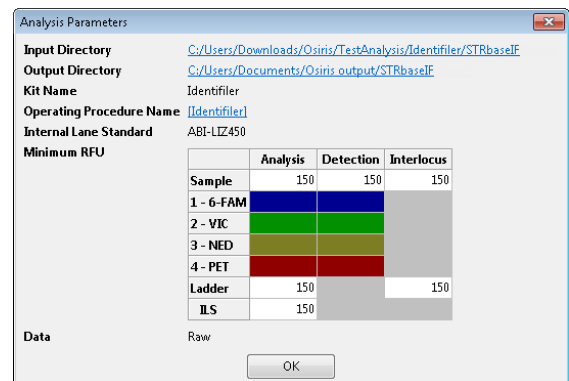 Analysis Parameters
Input Directory C:/Users/Downloads/Osiris/TestAnalysis/Identifiler/STRbaseIF
Output Directory C:/Users/Documents/Osiris output/STRbaseIF
Kit Name Identifiler
Operating Procedure Name [Identifiler]
Internal Lane Standard ABI-LIZ450
Minimum RFU
Analysis Detection Interlocus
Sample 150 150 150
1 - 6-FAM
2 - VIC
3 - NED
4 - PET
Ladder 150 150
ILS 150
Data Raw
OK